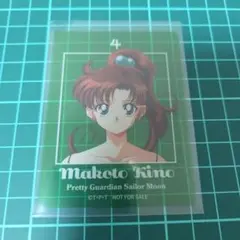 4
Makoto Kino
Pretty Guardian Sailor Moon
NOT FOR SALE